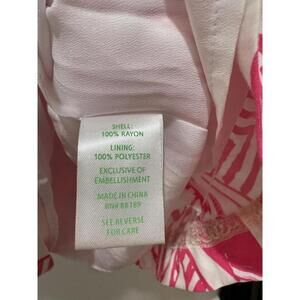 SHELL:
100% RAYON
LINING:
100% POLYESTER
EXCLUSIVE OF
EMBELLISHMENT
MADE IN CHINA
RN# 88189
SEE REVERSE
FOR CARE